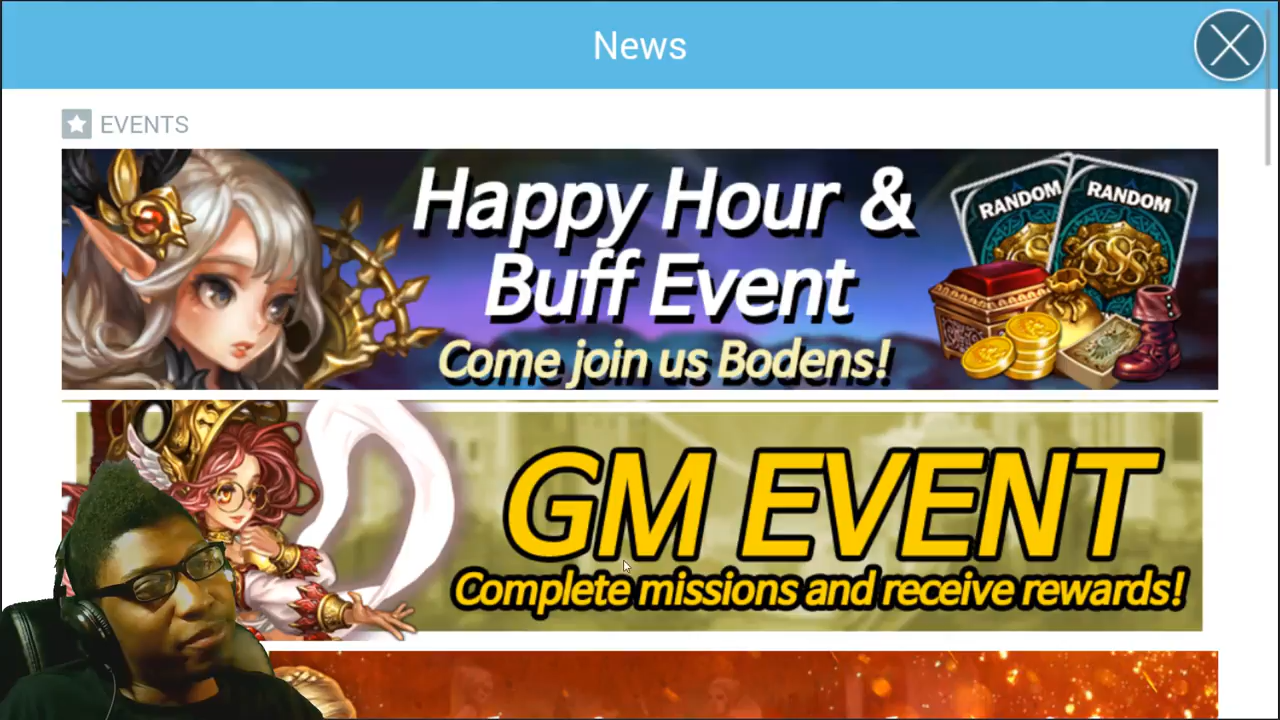 News
EVENTS
Happy Hour &
Buff Event
Come join us Bodens!
RANDOM
RANDOM
SSS
GM EVENT
Complete missions and receive rewards!